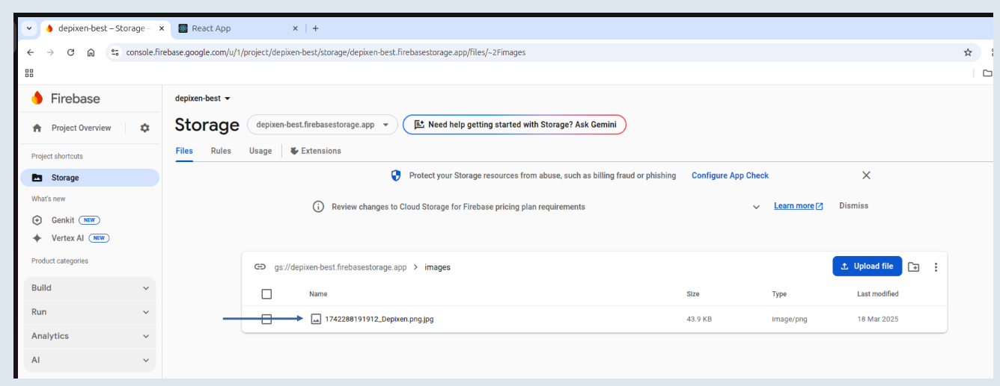 depixen-best – Storage –
React App
console.firebase.google.com/u/1/project/depixen-best/storage/depixen-best.firebasestorage.app/files/~2Fimages
Firebase
depixen-best
Project Overview
Storage
depixen-best.firebasestorage.app
Need help getting started with Storage? Ask Gemini
Files Rules Usage Extensions
Project shortcuts
Storage
What's new
Genkit NEW
Vertex AI NEW
Product categories
Build
Run
Analytics
AI
Protect your Storage resources from abuse, such as billing fraud or phishing Configure App Check
Review changes to Cloud Storage for Firebase pricing plan requirements Learn more Dismiss
gs://depixen-best.firebasestorage.app > images
Upload file
Name Size Type Last modified
1742288191912_Depixen.png.jpg 43.9 KB image/png 18 Mar 2025